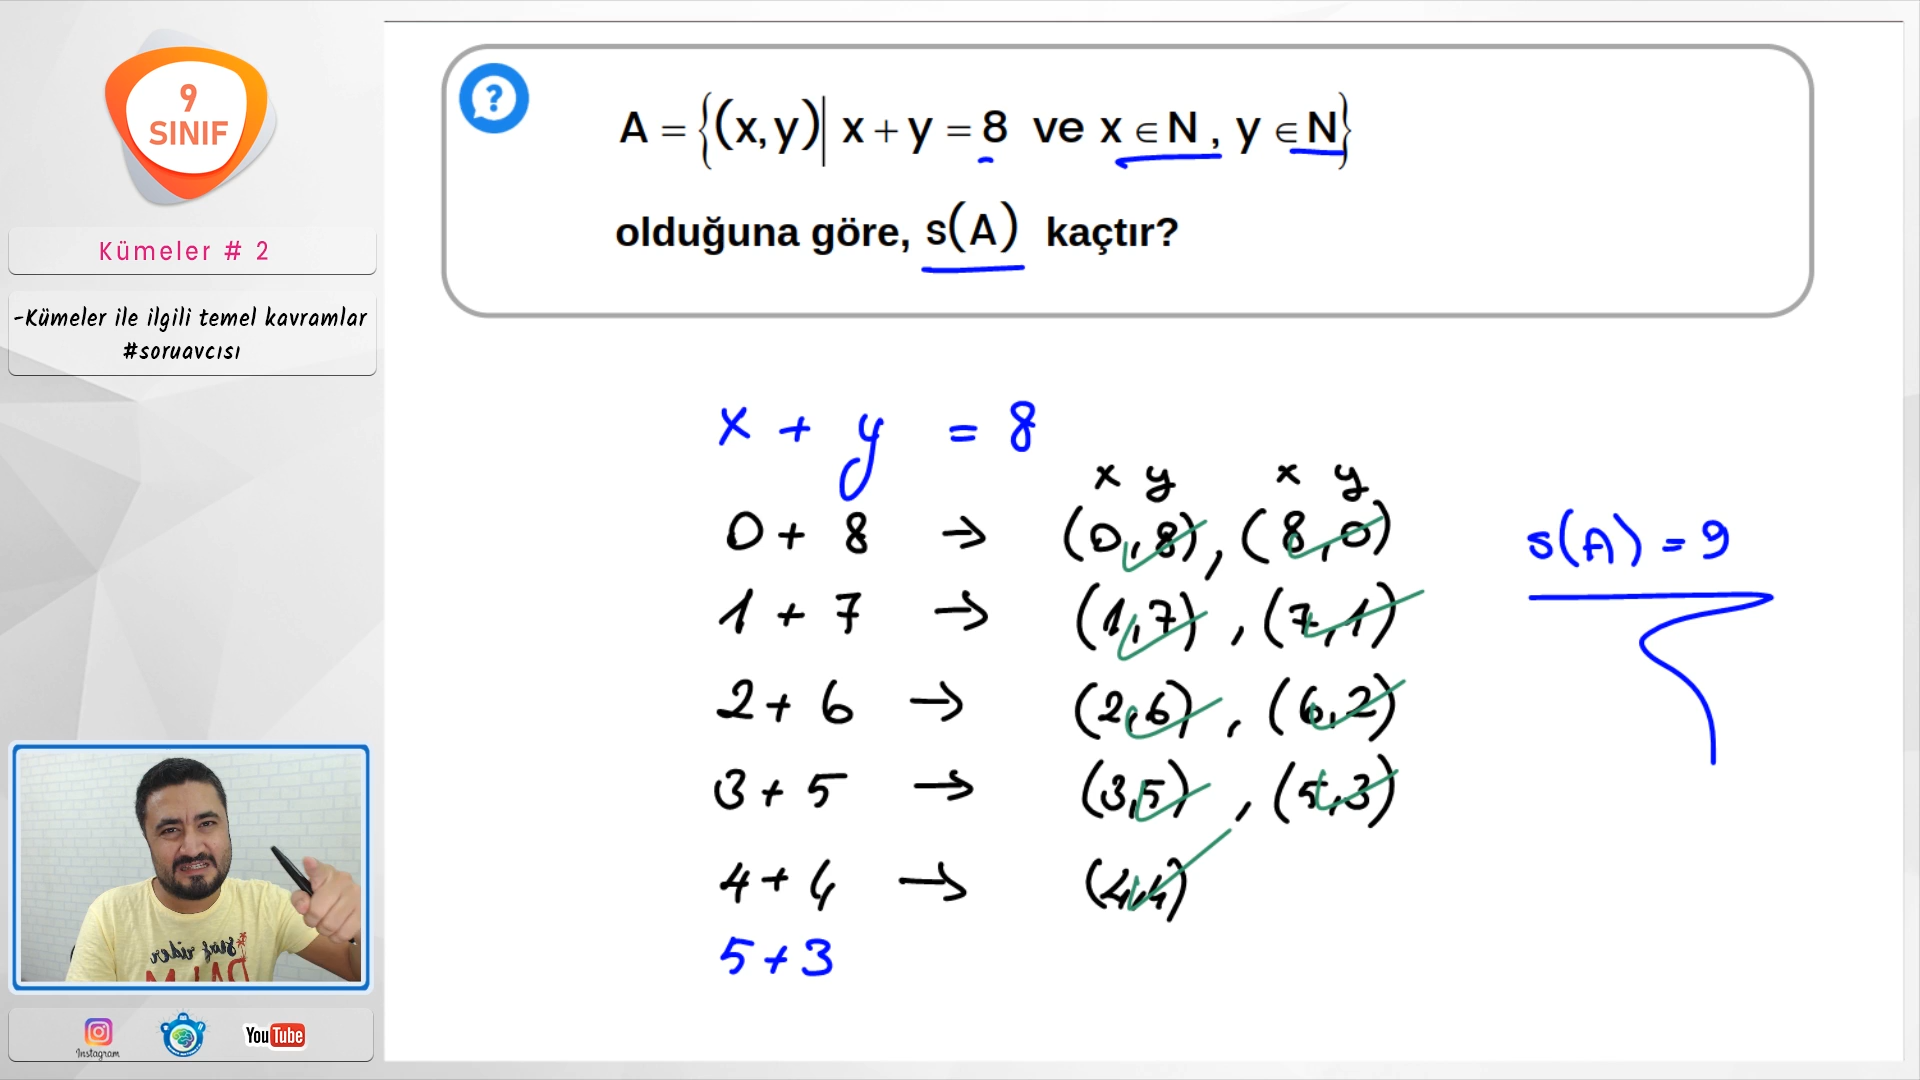 9
SINIF
Kümeler # 2
-Kümeler ile ilgili temel kavramlar
#soruavcısı
A = {(x,y)| x + y = 8 ve x ∈ N , y ∈ N}
olduğuna göre, s(A) kaçtır?
x + y = 8
x y x y
0 + 8 → (0,8) , (8,0)
1 + 7 → (1,7) , (7,1)
2 + 6 → (2,6) , (6,2)
3 + 5 → (3,5) , (5,3)
4 + 4 → (4,4)
5 + 3
s(A) = 9
Instagram
YouTube